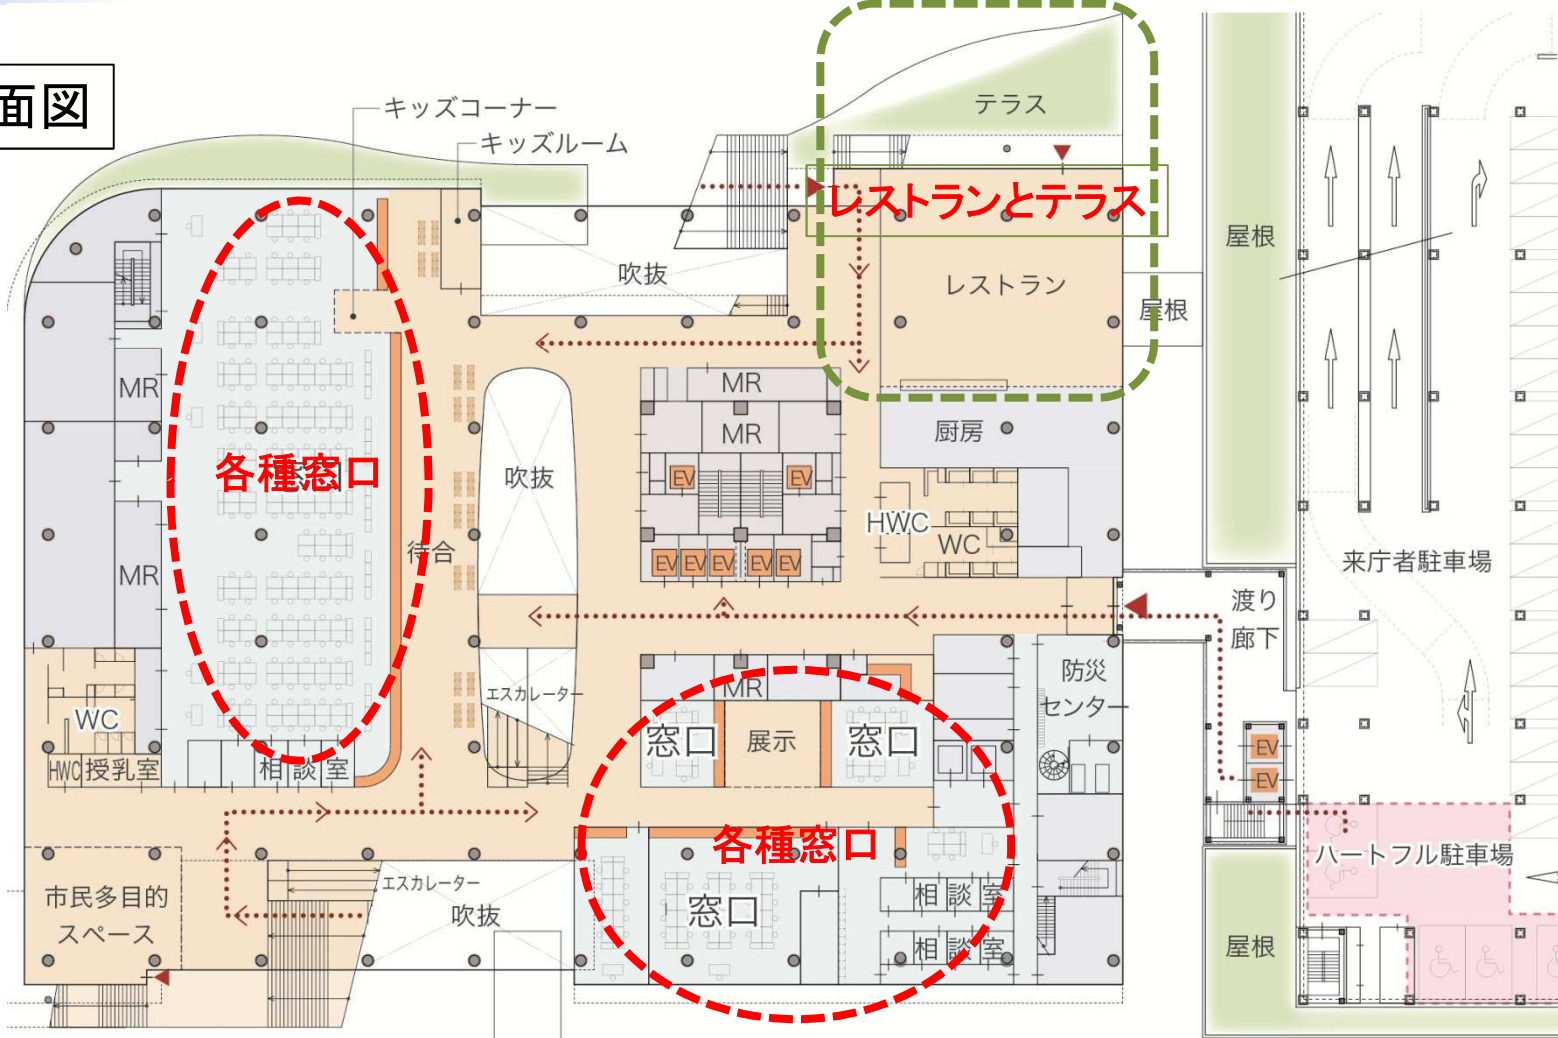 面図
キッズコーナー
キッズルーム
テラス
レストランとテラス
屋根
吹抜
レストラン
屋根
MR
MR
MR
厨房
各種窓口
EV
EV
吹抜
HWC
WC
待合
EV
EV
EV
EV
EV
MR
来庁者駐車場
渡り
廊下
防災
センター
MR
エスカレーター
WC
窓口
展示
窓口
EV
EV
HWC
授乳室
相談室
各種窓口
ハートフル駐車場
エスカレーター
市民多目的
スペース
吹抜
窓口
相談室
相談室
屋根